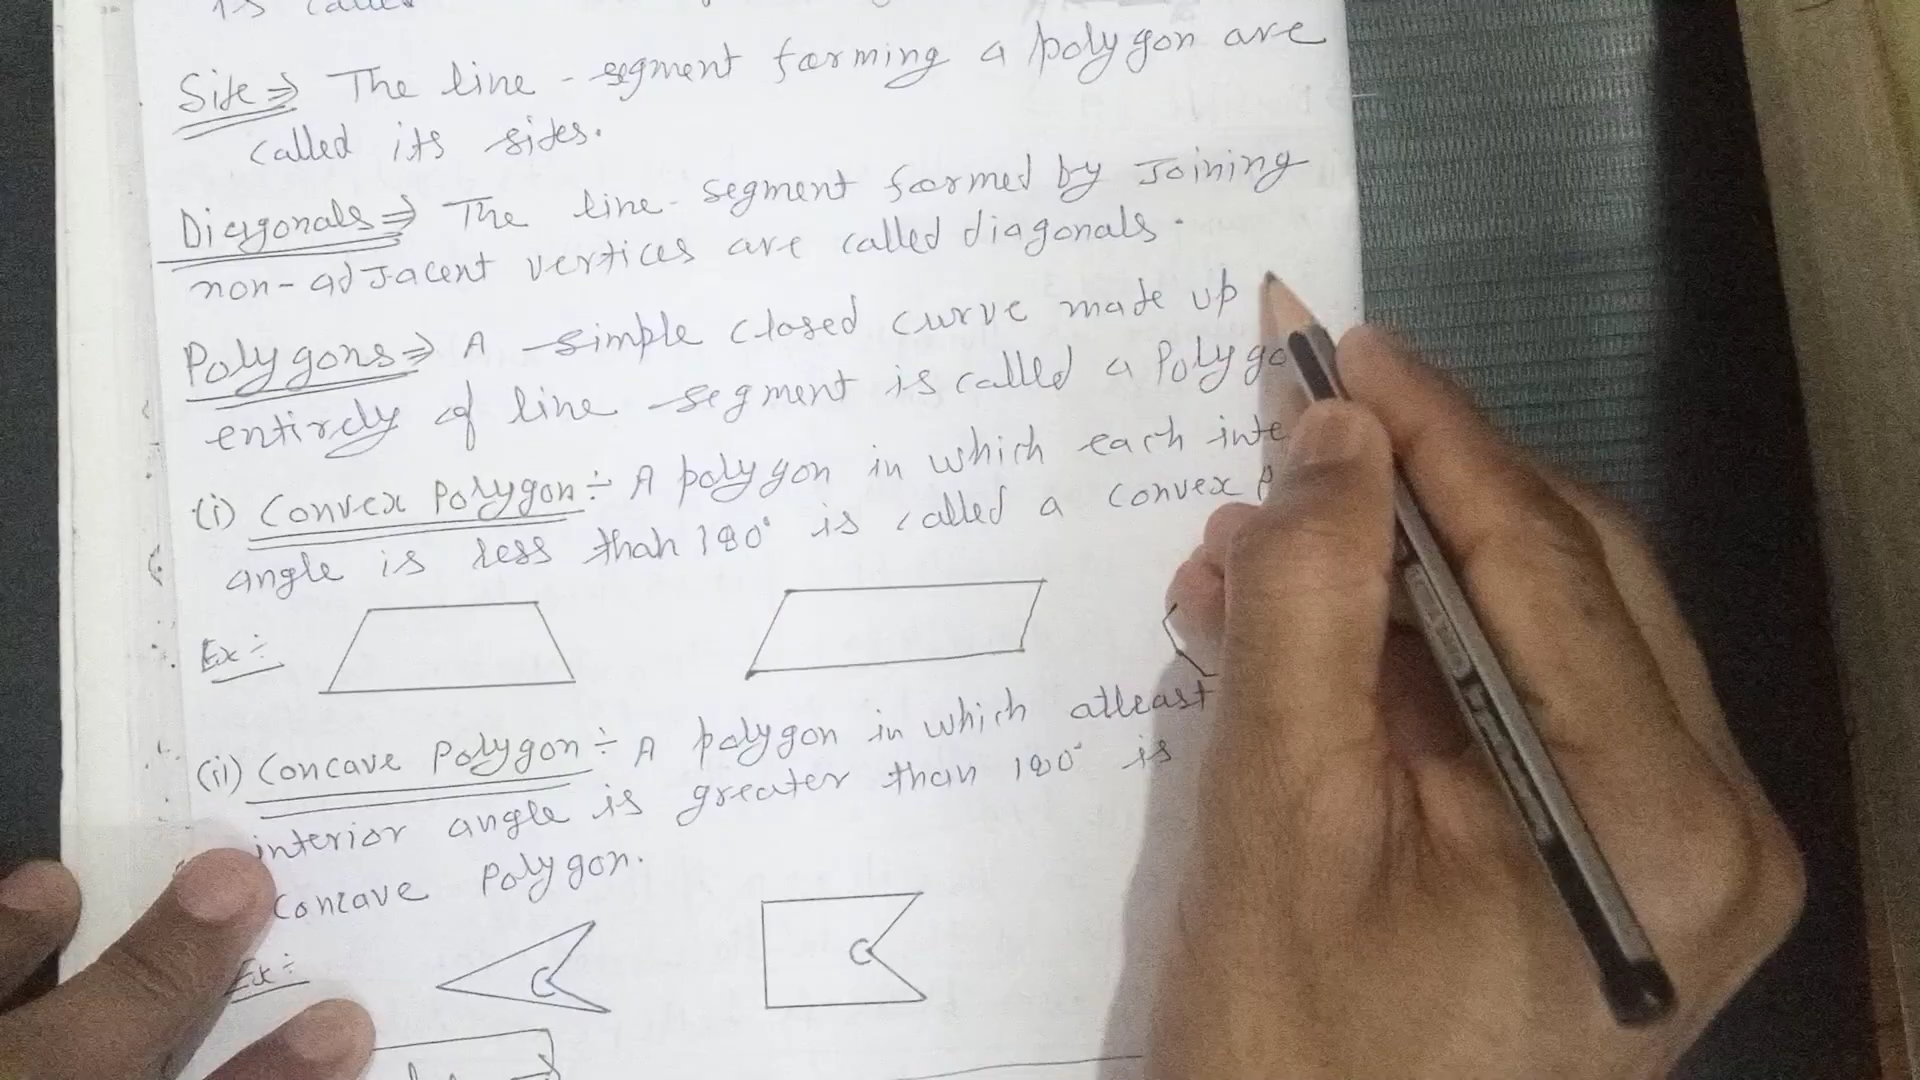 is called
Side⇒ The line-segment forming a polygon are
called its sides.
Diagonals⇒ The line-segment formed by Joining
non-adJacent vertices are called diagonals.
Polygons⇒ A simple closed curve made up
entirely of line segment is called a Polygo
(i) Convex Polygon÷ A polygon in which each inte
angle is less than 180° is called a convex P
Ex÷
(ii) Concave Polygon÷ A polygon in which atleast
interior angle is greater than 180° is
Concave Polygon.
Ex÷